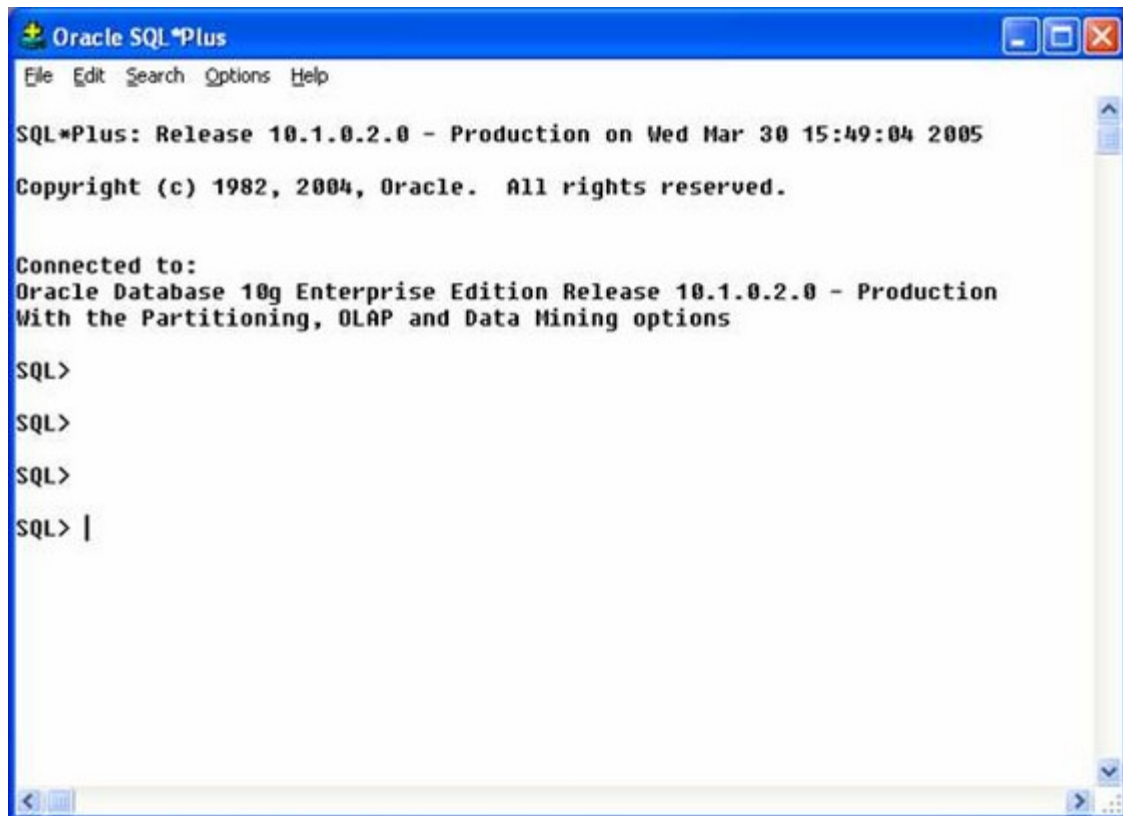 Oracle SQL*Plus
File Edit Search Options Help
SQL*Plus: Release 10.1.0.2.0 - Production on Wed Mar 30 15:49:04 2005
Copyright (c) 1982, 2004, Oracle.  All rights reserved.
Connected to:
Oracle Database 10g Enterprise Edition Release 10.1.0.2.0 - Production
With the Partitioning, OLAP and Data Mining options
SQL>
SQL>
SQL>
SQL>